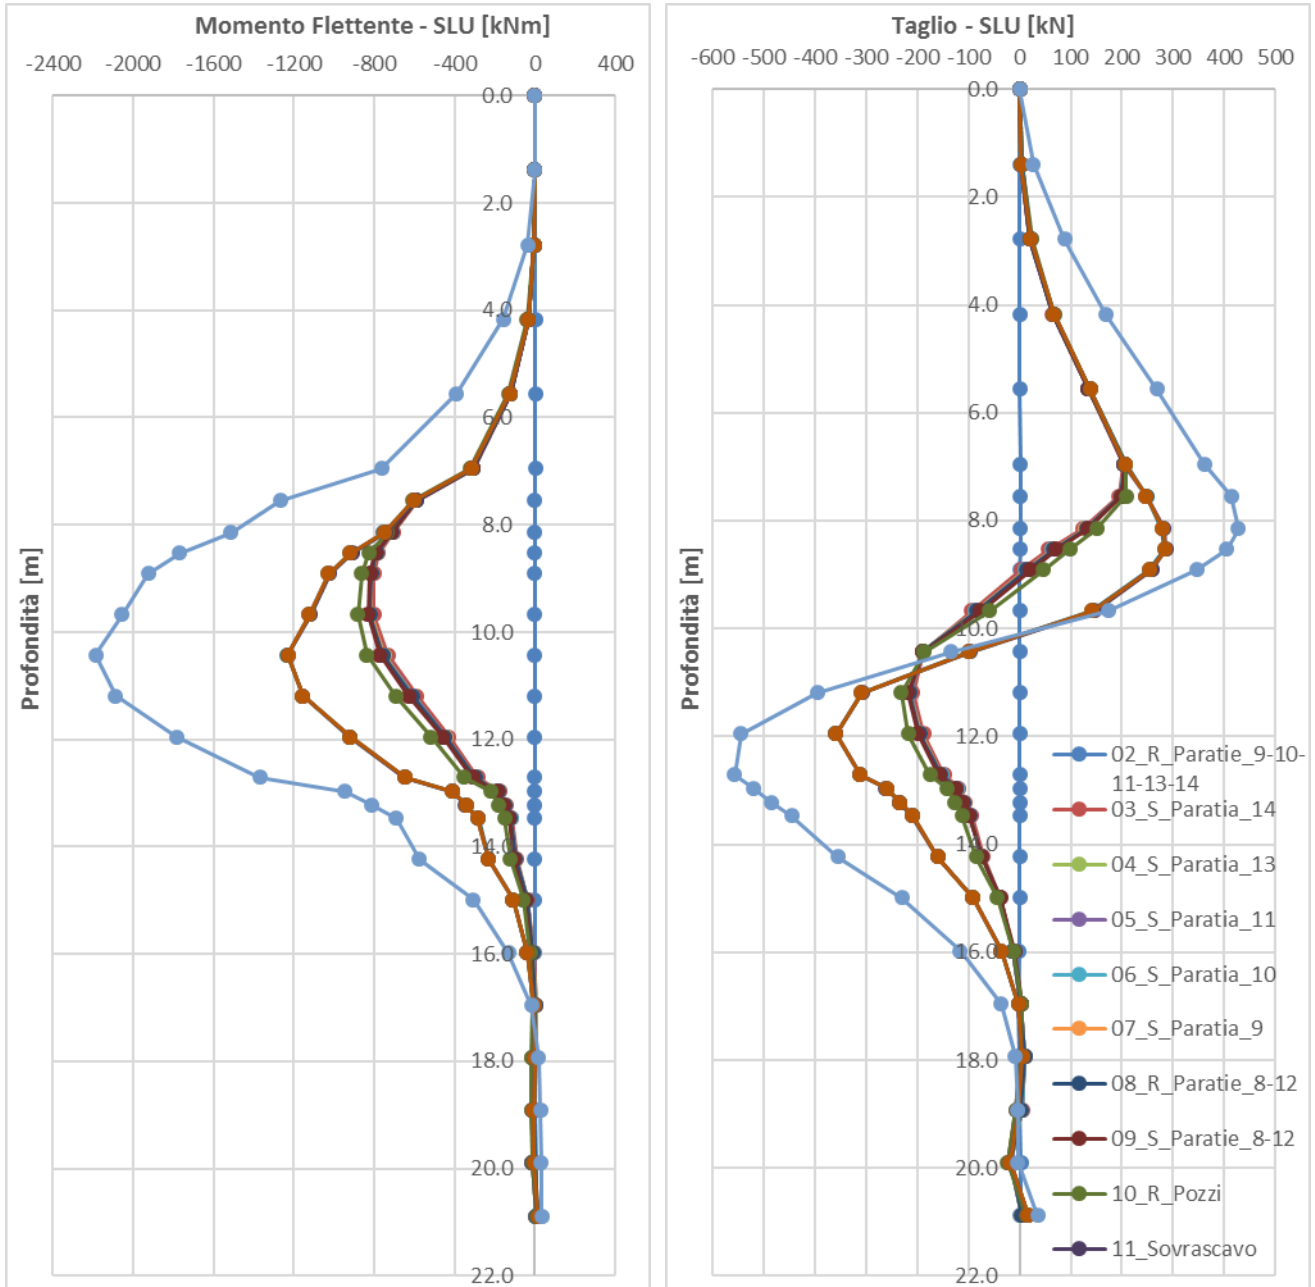 Momento Flettente - SLU [kNm]
-2400 -2000 -1600 -1200 -800 -400 0 400
0.0
2.0
4.0
6.0
8.0
10.0
12.0
14.0
16.0
18.0
20.0
22.0
Profondità [m]
Taglio - SLU [kN]
-600 -500 -400 -300 -200 -100 0 100 200 300 400 500
0.0
2.0
4.0
6.0
8.0
10.0
12.0
14.0
16.0
18.0
20.0
22.0
Profondità [m]
02_R_Paratie_9-10-
11-13-14
03_S_Paratia_14
04_S_Paratia_13
05_S_Paratia_11
06_S_Paratia_10
07_S_Paratia_9
08_R_Paratie_8-12
09_S_Paratie_8-12
10_R_Pozzi
11_Sovrascavo